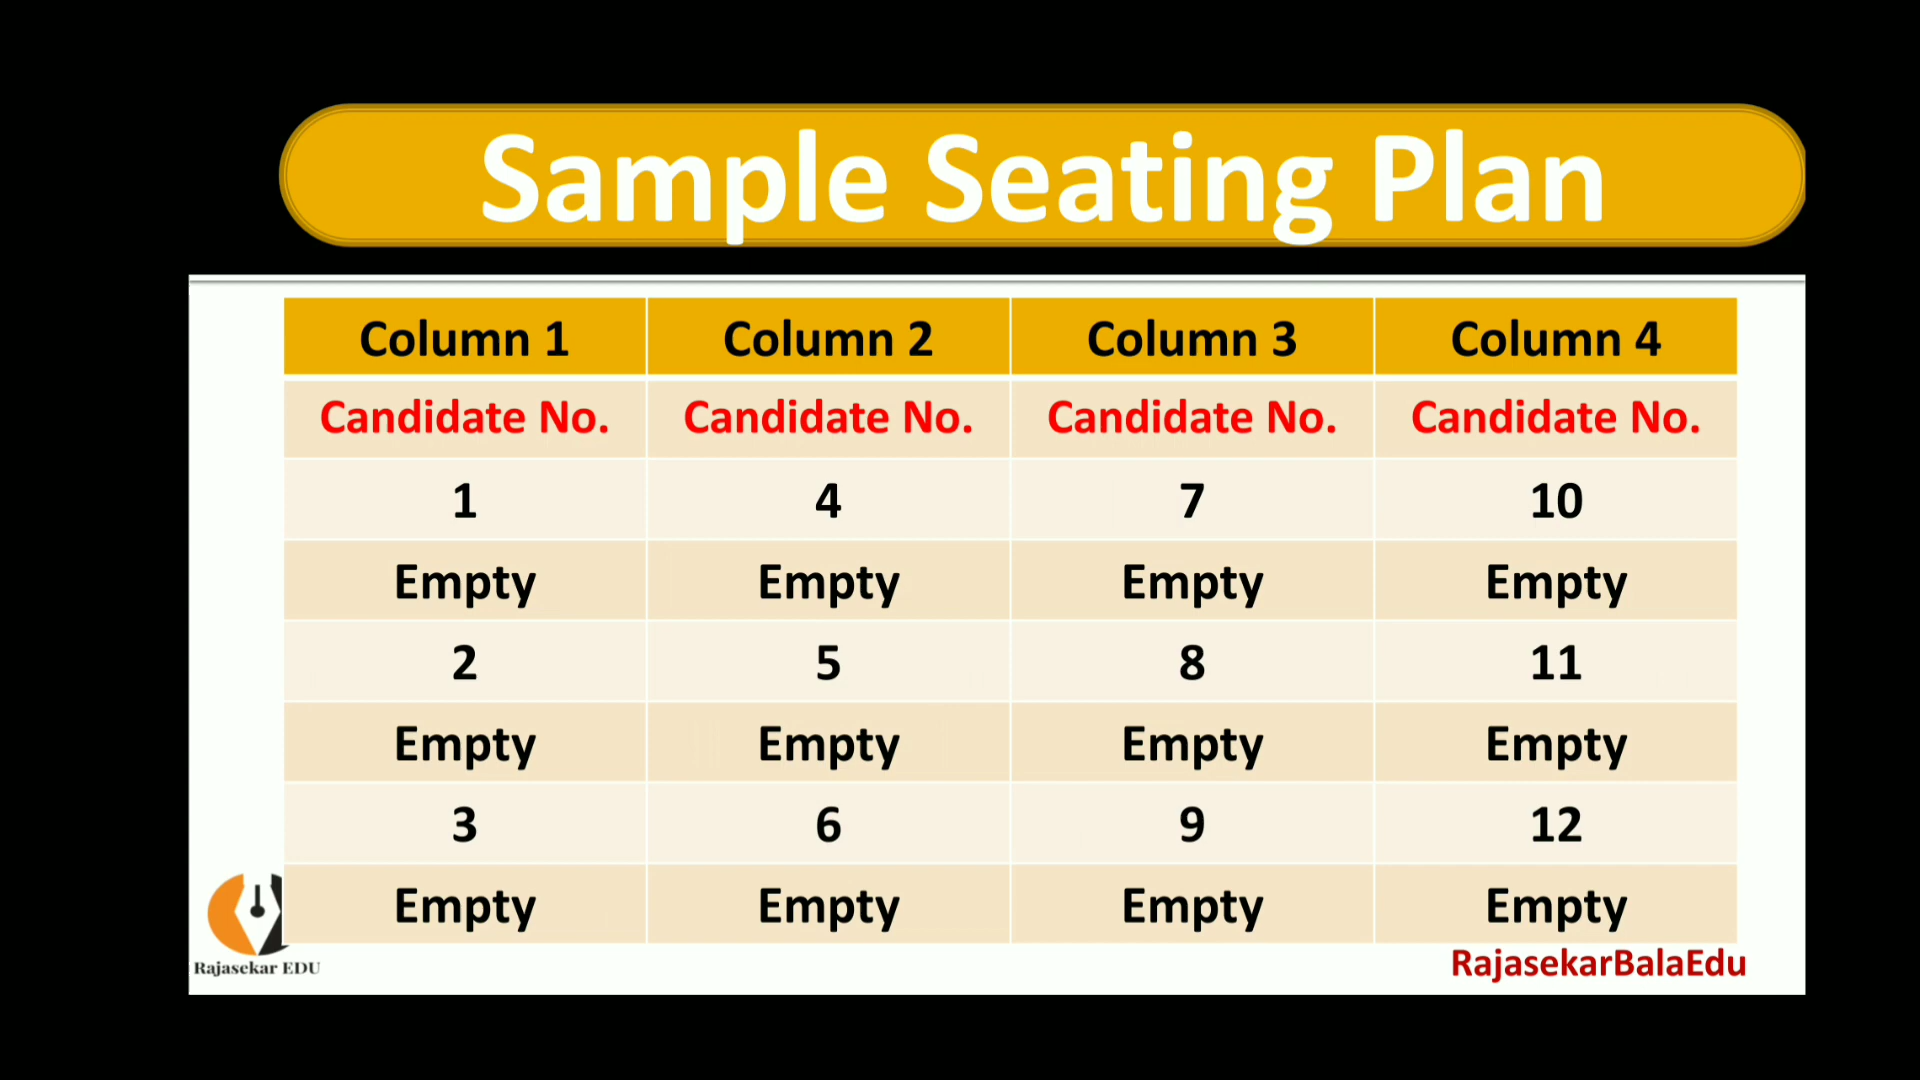 Sample Seating Plan
Column 1 Column 2 Column 3 Column 4
Candidate No. Candidate No. Candidate No. Candidate No.
1 4 7 10
Empty Empty Empty Empty
2 5 8 11
Empty Empty Empty Empty
3 6 9 12
Empty Empty Empty Empty
Rajasekar EDU
RajasekarBalaEdu